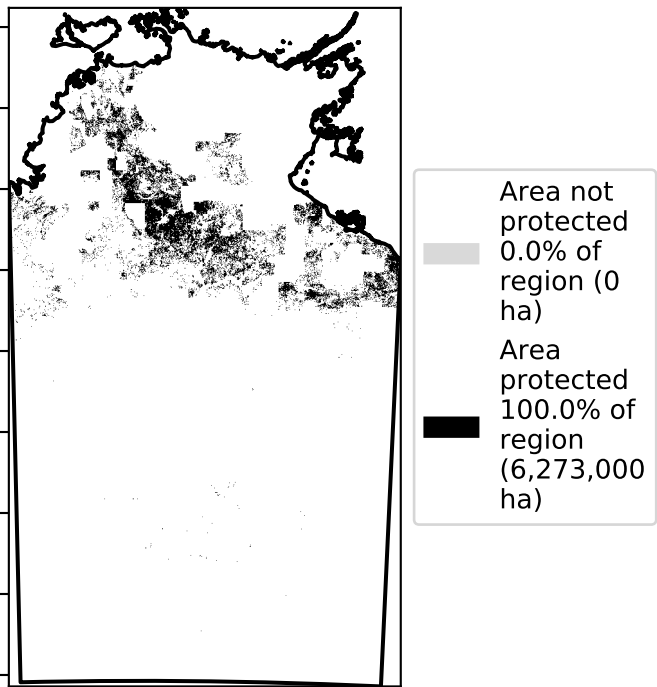 Area not
protected
0.0% of
region (0
ha)
Area
protected
100.0% of
region
(6,273,000
ha)